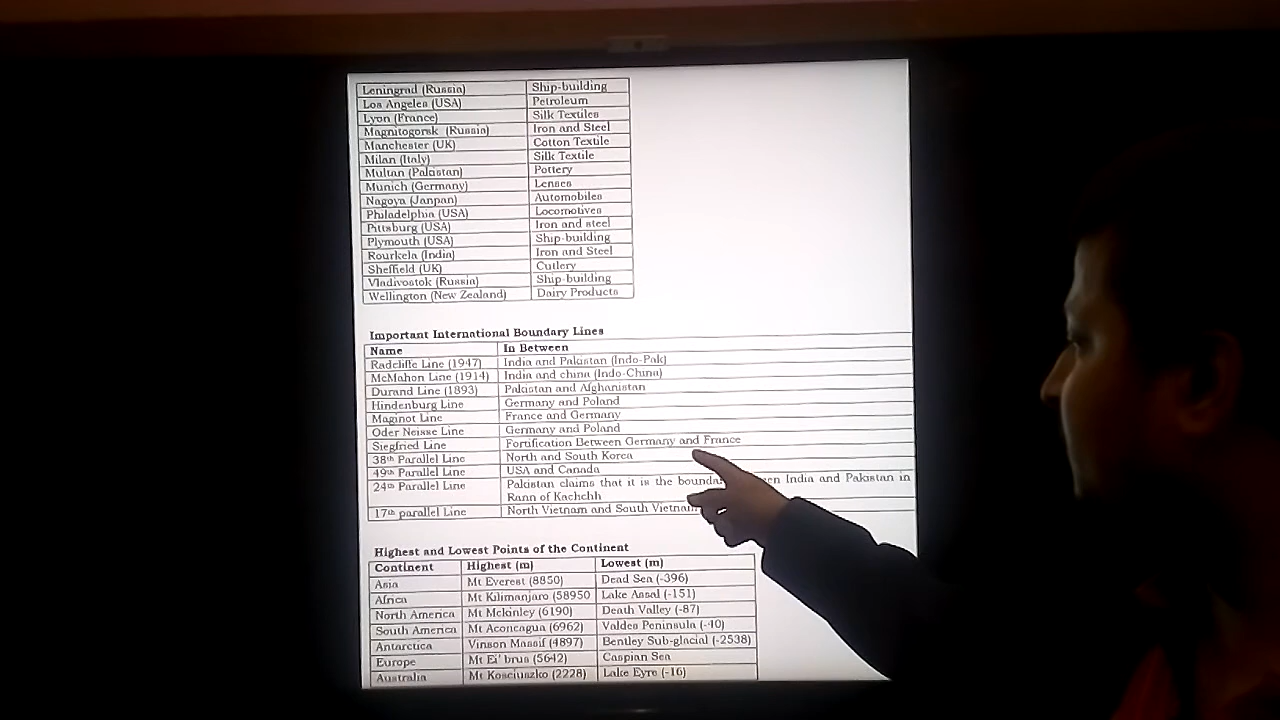 Leningrad (Russia) Ship-building
Los Angeles (USA) Petroleum
Lyon (France) Silk Textiles
Magnitogorsk (Russia) Iron and Steel
Manchester (UK) Cotton Textile
Milan (Italy) Silk Textile
Multan (Pakistan) Pottery
Munich (Germany) Lenses
Nagoya (Janpan) Automobiles
Philadelphia (USA) Locomotives
Pittsburg (USA) Iron and steel
Plymouth (USA) Ship-building
Rourkela (India) Iron and Steel
Sheffield (UK) Cutlery
Vladivostok (Russia) Ship-building
Wellington (New Zealand) Dairy Products
Important International Boundary Lines
Name In Between
Radcliffe Line (1947) India and Pakistan (Indo-Pak)
McMahon Line (1914) India and china (Indo-China)
Durand Line (1893) Pakistan and Afghanistan
Hindenburg Line Germany and Poland
Maginot Line France and Germany
Oder Neisse Line Germany and Poland
Siegfried Line Fortification Between Germany and France
38th Parallel Line North and South Korea
49th Parallel Line USA and Canada
24th Parallel Line Pakistan claims that it is the India and Pakistan in
Rann of Kachchh
17th parallel Line North Vietnam and South Vietnam
Highest and Lowest Points of the Continent
Continent Highest (m) Lowest (m)
Asia Mt Everest (8850) Dead Sea (-396)
Africa Mt Kilimanjaro (58950 Lake Assal (-151)
North America Mt Mckinley (6190) Death Valley (-87)
South America Mt Aconcagua (6962) Valdes Peninsula (-40)
Antarctica Vinson Massif (4897) Bentley Sub-glacial (-2538)
Europe Mt El'brus (5642) Caspian Sea
Australia Mt Kosciuszko (2228) Lake Eyre (-16)